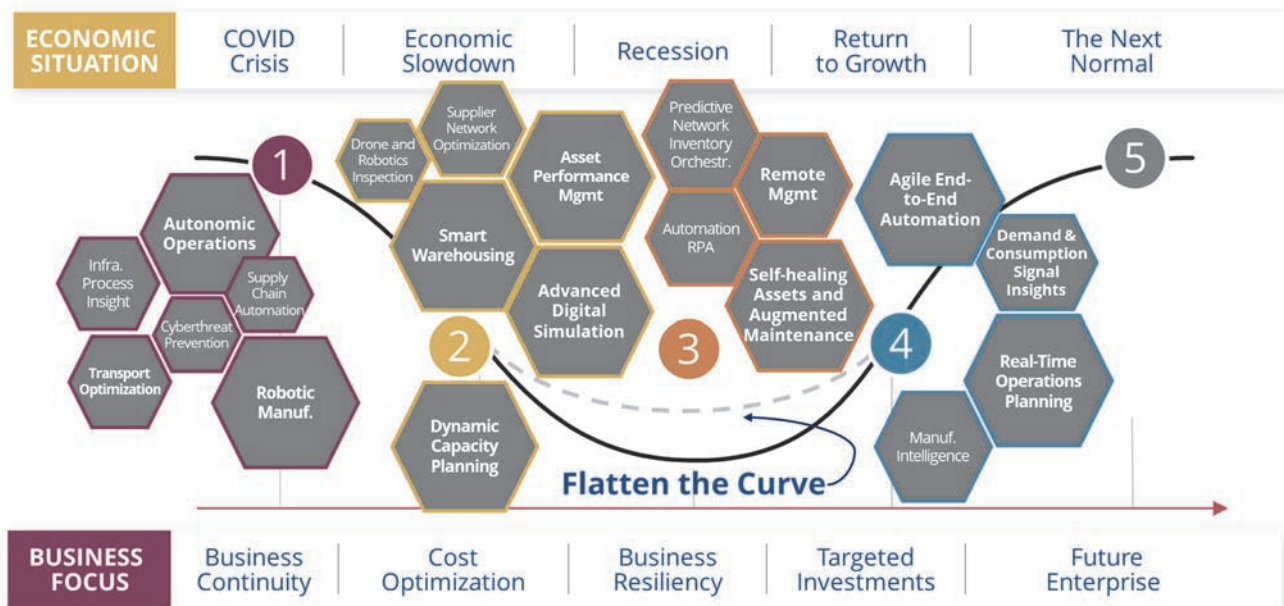 ECONOMIC
SITUATION
COVID
Crisis
Economic
Slowdown
Recession
Return
to Growth
The Next
Normal
1
Autonomic
Operations
Infra.
Process
Insight
Supply
Chain
Automation
Cyberthreat
Prevention
Transport
Optimization
Robotic
Manuf.
Drone and
Robotics
Inspection
Supplier
Network
Optimization
Asset
Performance
Mgmt
Smart
Warehousing
Advanced
Digital
Simulation
2
Dynamic
Capacity
Planning
Predictive
Network
Inventory
Orchestr.
Remote
Mgmt
Automation
RPA
Self-healing
Assets and
Augmented
Maintenance
3
Flatten the Curve
Agile End-
to-End
Automation
Demand &
Consumption
Signal
Insights
4
Real-Time
Operations
Planning
Manuf.
Intelligence
5
BUSINESS
FOCUS
Business
Continuity
Cost
Optimization
Business
Resiliency
Targeted
Investments
Future
Enterprise